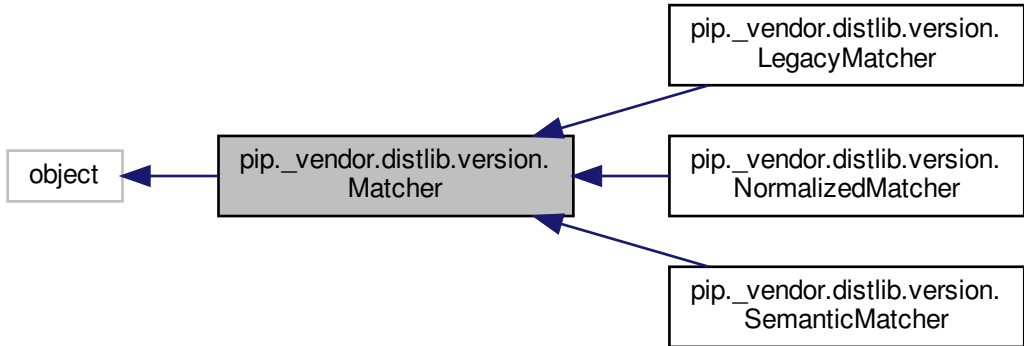 object
pip._vendor.distlib.version.
Matcher
pip._vendor.distlib.version.
LegacyMatcher
pip._vendor.distlib.version.
NormalizedMatcher
pip._vendor.distlib.version.
SemanticMatcher